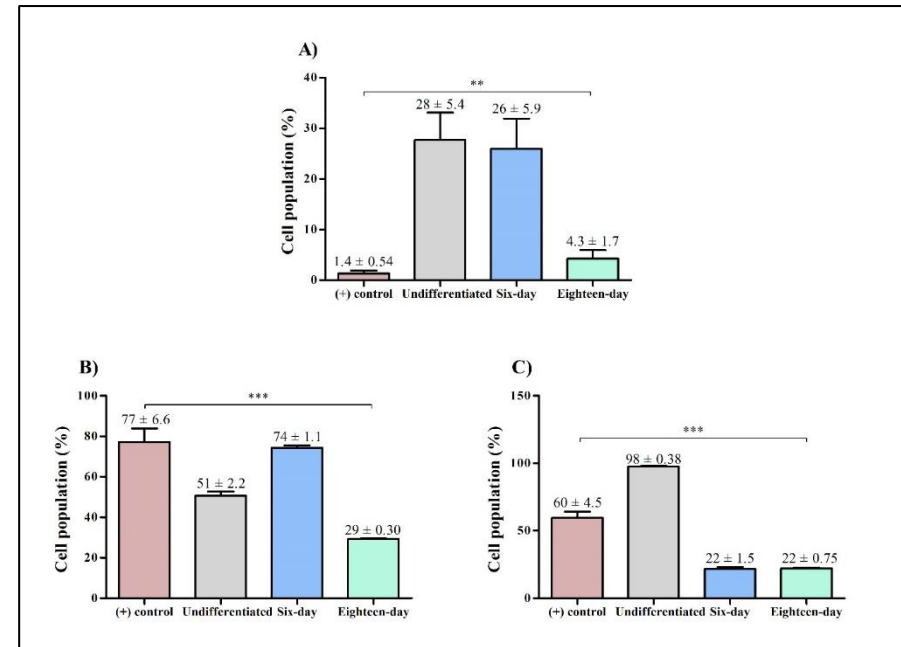 A)
Cell population (%)
40
30
20
10
0
**
1.4 ± 0.54
28 ± 5.4
26 ± 5.9
4.3 ± 1.7
(+) control Undifferentiated Six-day Eighteen-day
B)
Cell population (%)
100
80
60
40
20
0
***
77 ± 6.6
51 ± 2.2
74 ± 1.1
29 ± 0.30
(+) control Undifferentiated Six-day Eighteen-day
C)
Cell population (%)
150
100
50
0
***
60 ± 4.5
98 ± 0.38
22 ± 1.5
22 ± 0.75
(+) control Undifferentiated Six-day Eighteen-day